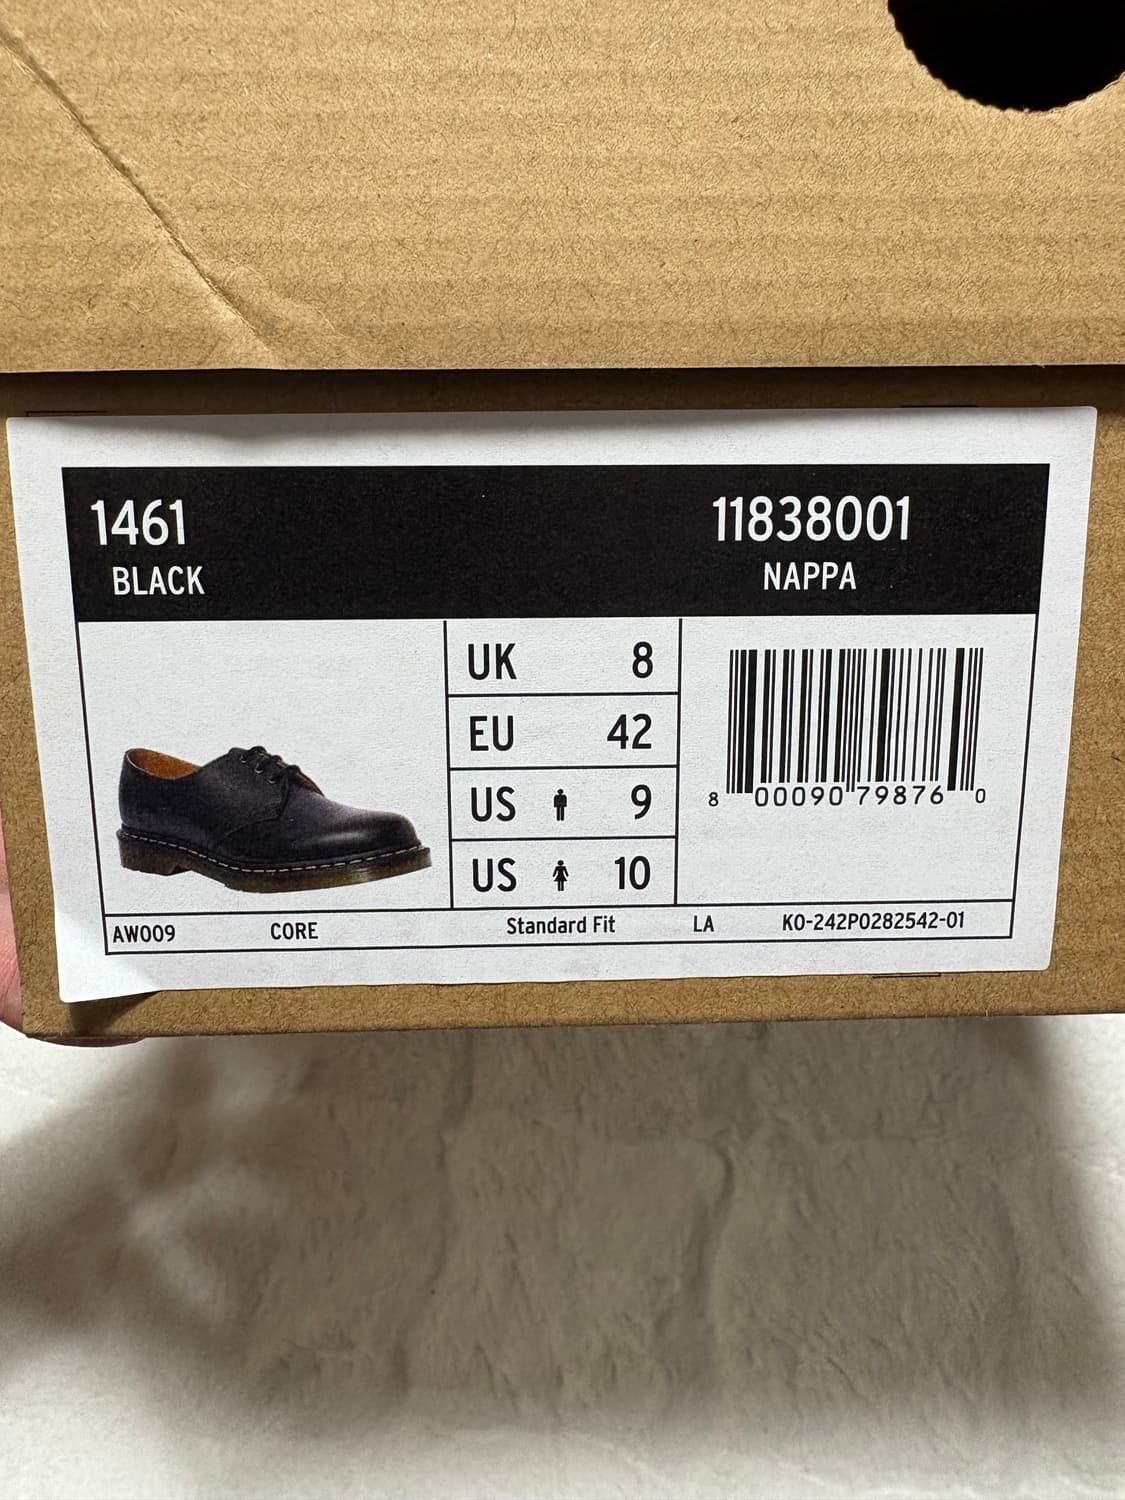 1461 11838001
BLACK NAPPA
UK 8
EU 42
US 9
US 10
8 00090 79876 0
AW009 CORE Standard Fit LA KO-242P0282542-01